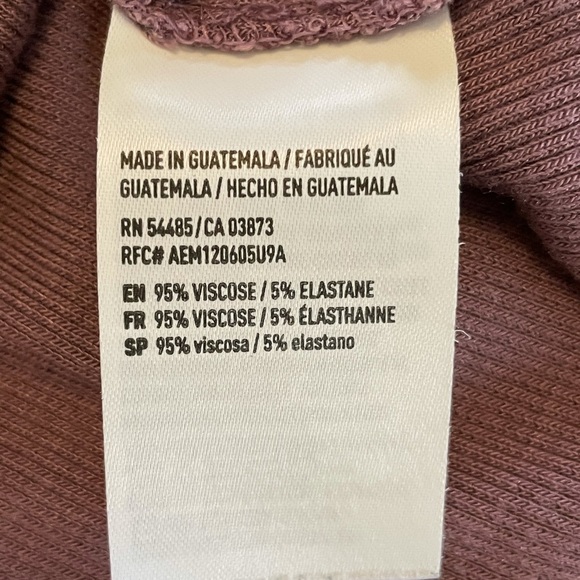 MADE IN GUATEMALA / FABRIQUÉ AU
GUATEMALA / HECHO EN GUATEMALA
RN 54485 / CA 03873
RFC# AEM120605U9A
EN 95% VISCOSE / 5% ELASTANE
FR 95% VISCOSE / 5% ÉLASTHANNE
SP 95% viscosa / 5% elastano